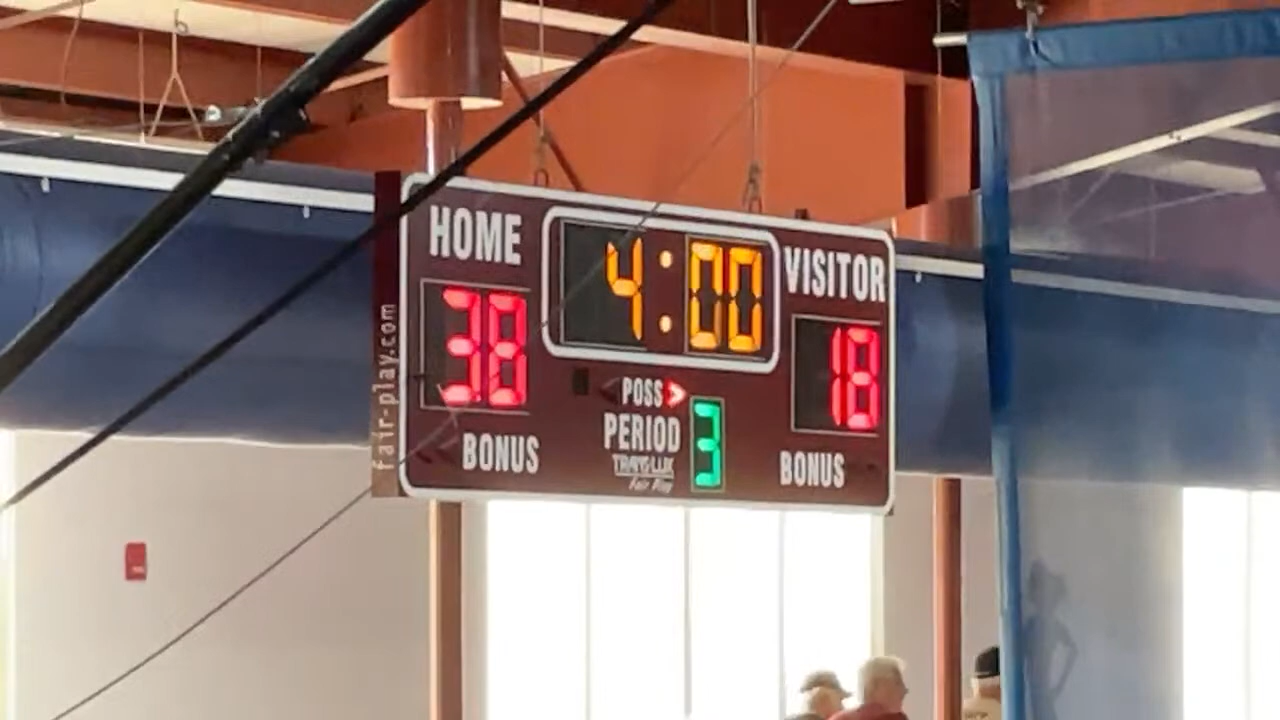 HOME
4:00
VISITOR
38
18
POSS
PERIOD
3
BONUS
TRANS-LUX
Fair-Play
BONUS
fair-play.com